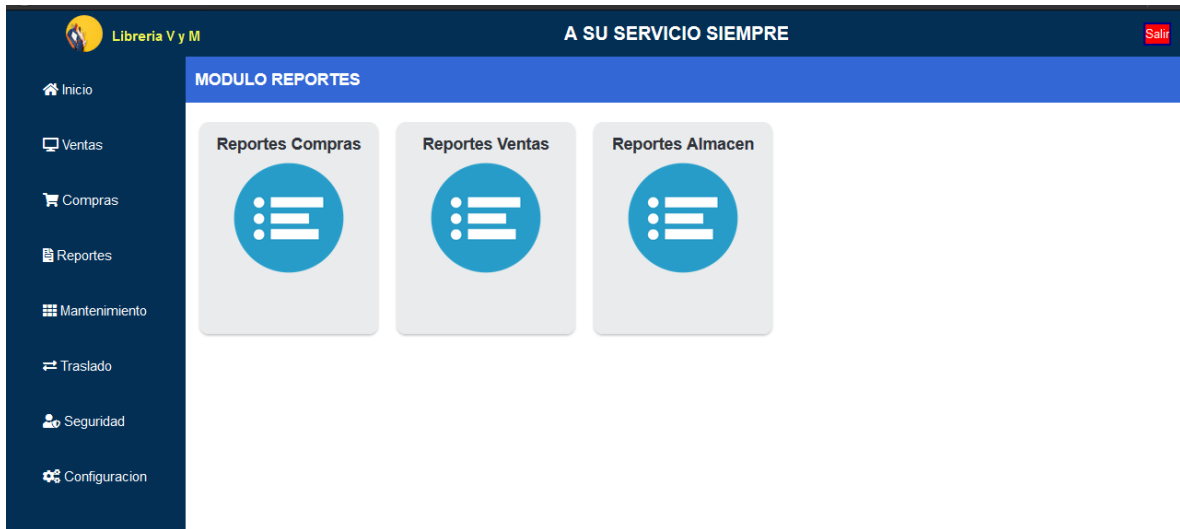 Libreria V y M
A SU SERVICIO SIEMPRE
Salir
Inicio
Ventas
Compras
Reportes
Mantenimiento
Traslado
Seguridad
Configuracion
MODULO REPORTES
Reportes Compras
Reportes Ventas
Reportes Almacen